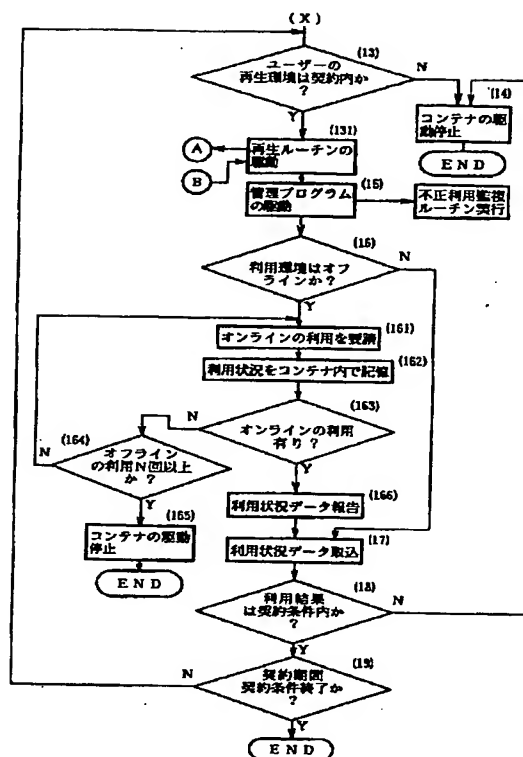 (X)
(13)
ユーザーの
再生環境は契約内か
?
N
Y
(14)
コンテナの駆
動停止
END
(131)
A
再生ルーチンの
駆動
B
(15)
管理プログラム
の駆動
不正利用監視
ルーチン実行
(16)
利用環境はオフ
ラインか?
N
Y
(161)
オンラインの利用を要請
(162)
利用状況をコンテナ内で記憶
(163)
オンラインの利用
有り?
N
Y
(164)
オフライン
の利用N回以上
か?
N
Y
(165)
コンテナの駆動
停止
END
(166)
利用状況データ報告
(17)
利用状況データ取込
(18)
利用結果
は契約条件内か
?
N
Y
(19)
契約期間
契約条件終了か
?
N
Y
END